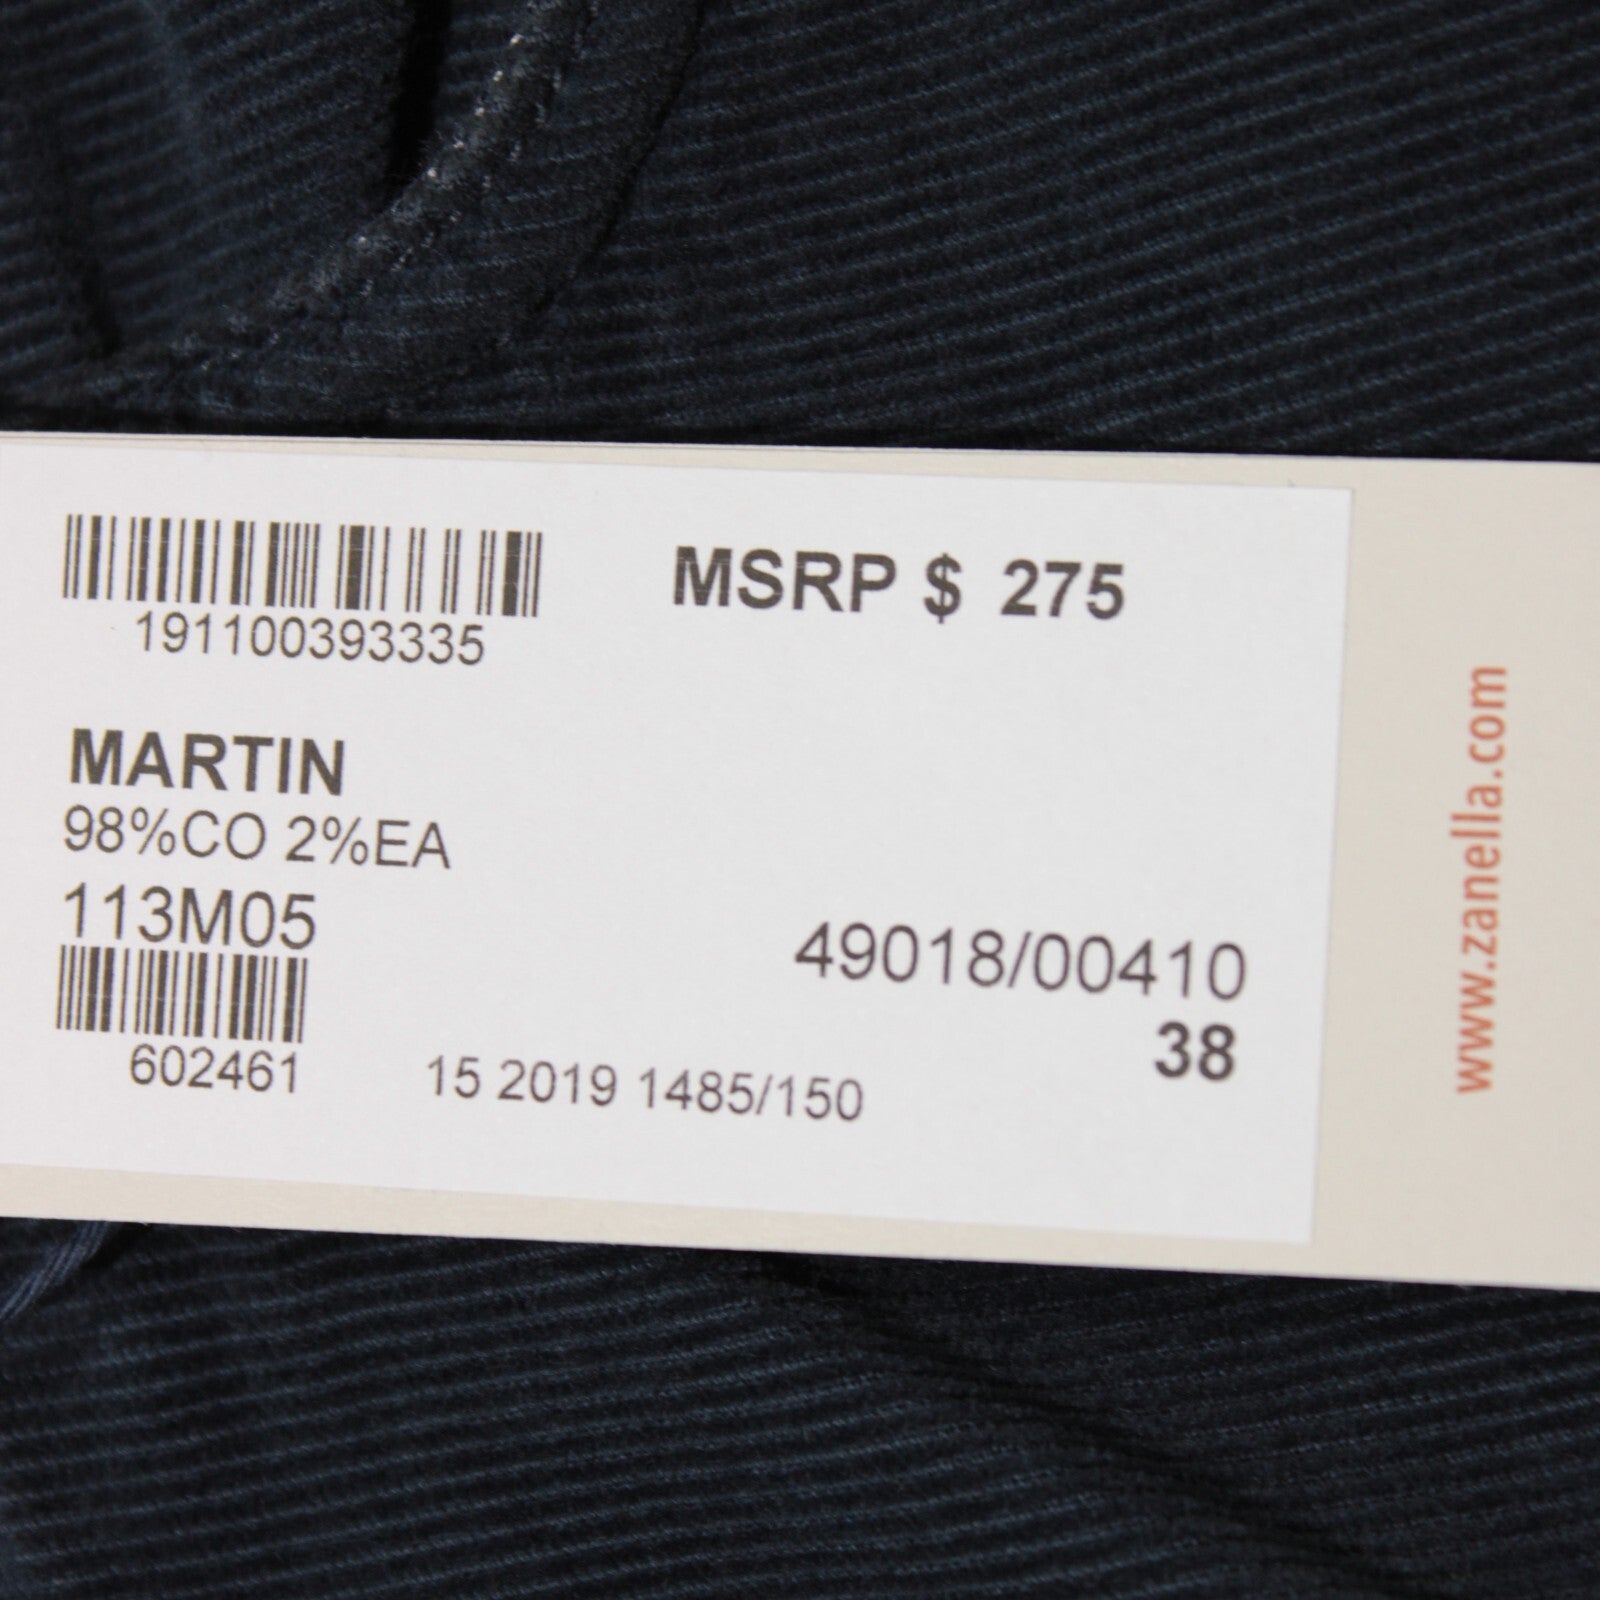 191100393335
MSRP $ 275
MARTIN
98%CO 2%EA
113M05
49018/00410
38
602461
15 2019 1485/150
www.zanella.com